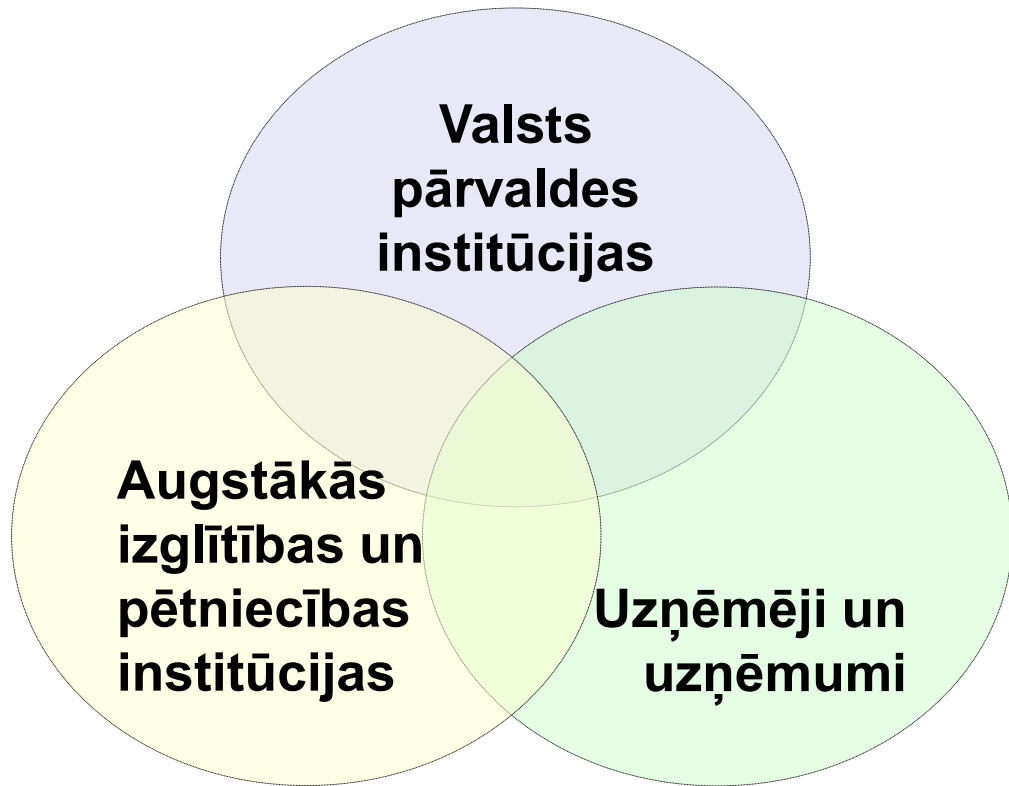 Valsts
pārvaldes
institūcijas
Augstākās
izglītības un
pētniecības
institūcijas
Uzņēmēji un
uzņēmumi